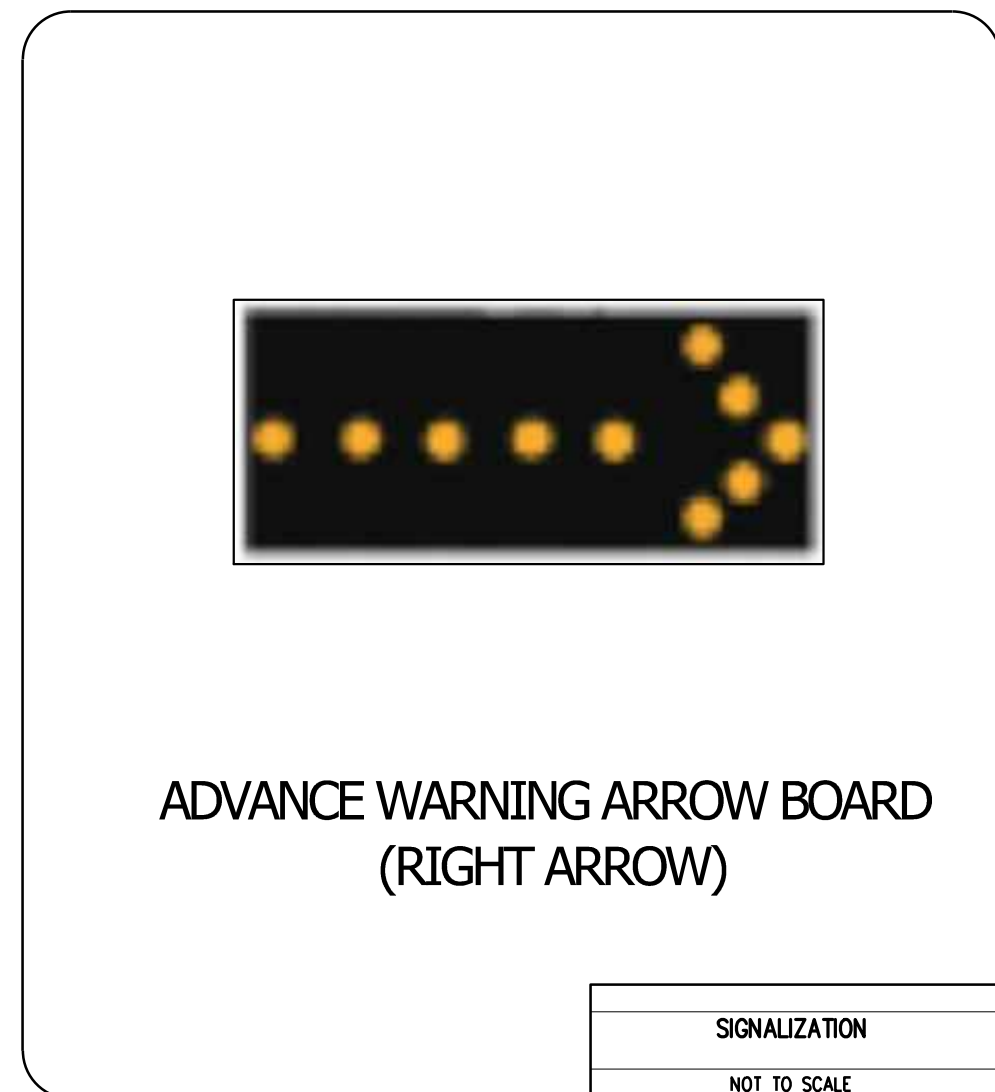 ADVANCE WARNING ARROW BOARD
(RIGHT ARROW)
SIGNALIZATION
NOT TO SCALE